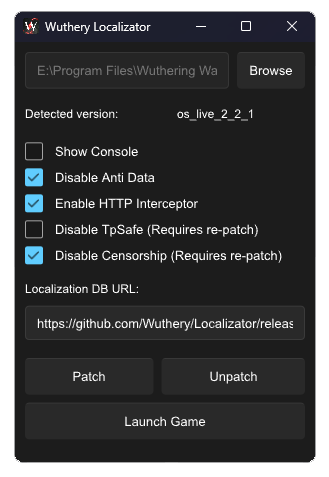 Wuthery Localizator
E:\Program Files\Wuthering Wa
Browse
Detected version: os_live_2_2_1
Show Console
Disable Anti Data
Enable HTTP Interceptor
Disable TpSafe (Requires re-patch)
Disable Censorship (Requires re-patch)
Localization DB URL:
https://github.com/Wuthery/Localizator/releas
Patch
Unpatch
Launch Game